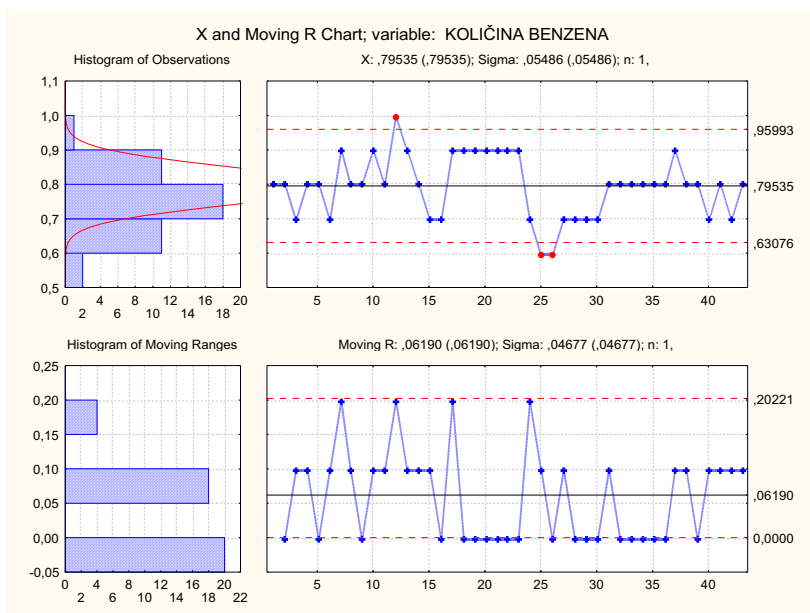 X and Moving R Chart; variable: KOLIČINA BENZENA
Histogram of Observations
X: ,79535 (,79535); Sigma: ,05486 (,05486); n: 1,
1,1
1,0
0,9
0,8
0,7
0,6
0,5
0 2 4 6 8 10 12 14 16 18 20
,95993
,79535
,63076
5 10 15 20 25 30 35 40
Histogram of Moving Ranges
Moving R: ,06190 (,06190); Sigma: ,04677 (,04677); n: 1,
0,25
0,20
0,15
0,10
0,05
0,00
-0,05
0 2 4 6 8 10 12 14 16 18 20 22
,20221
,06190
0,0000
5 10 15 20 25 30 35 40